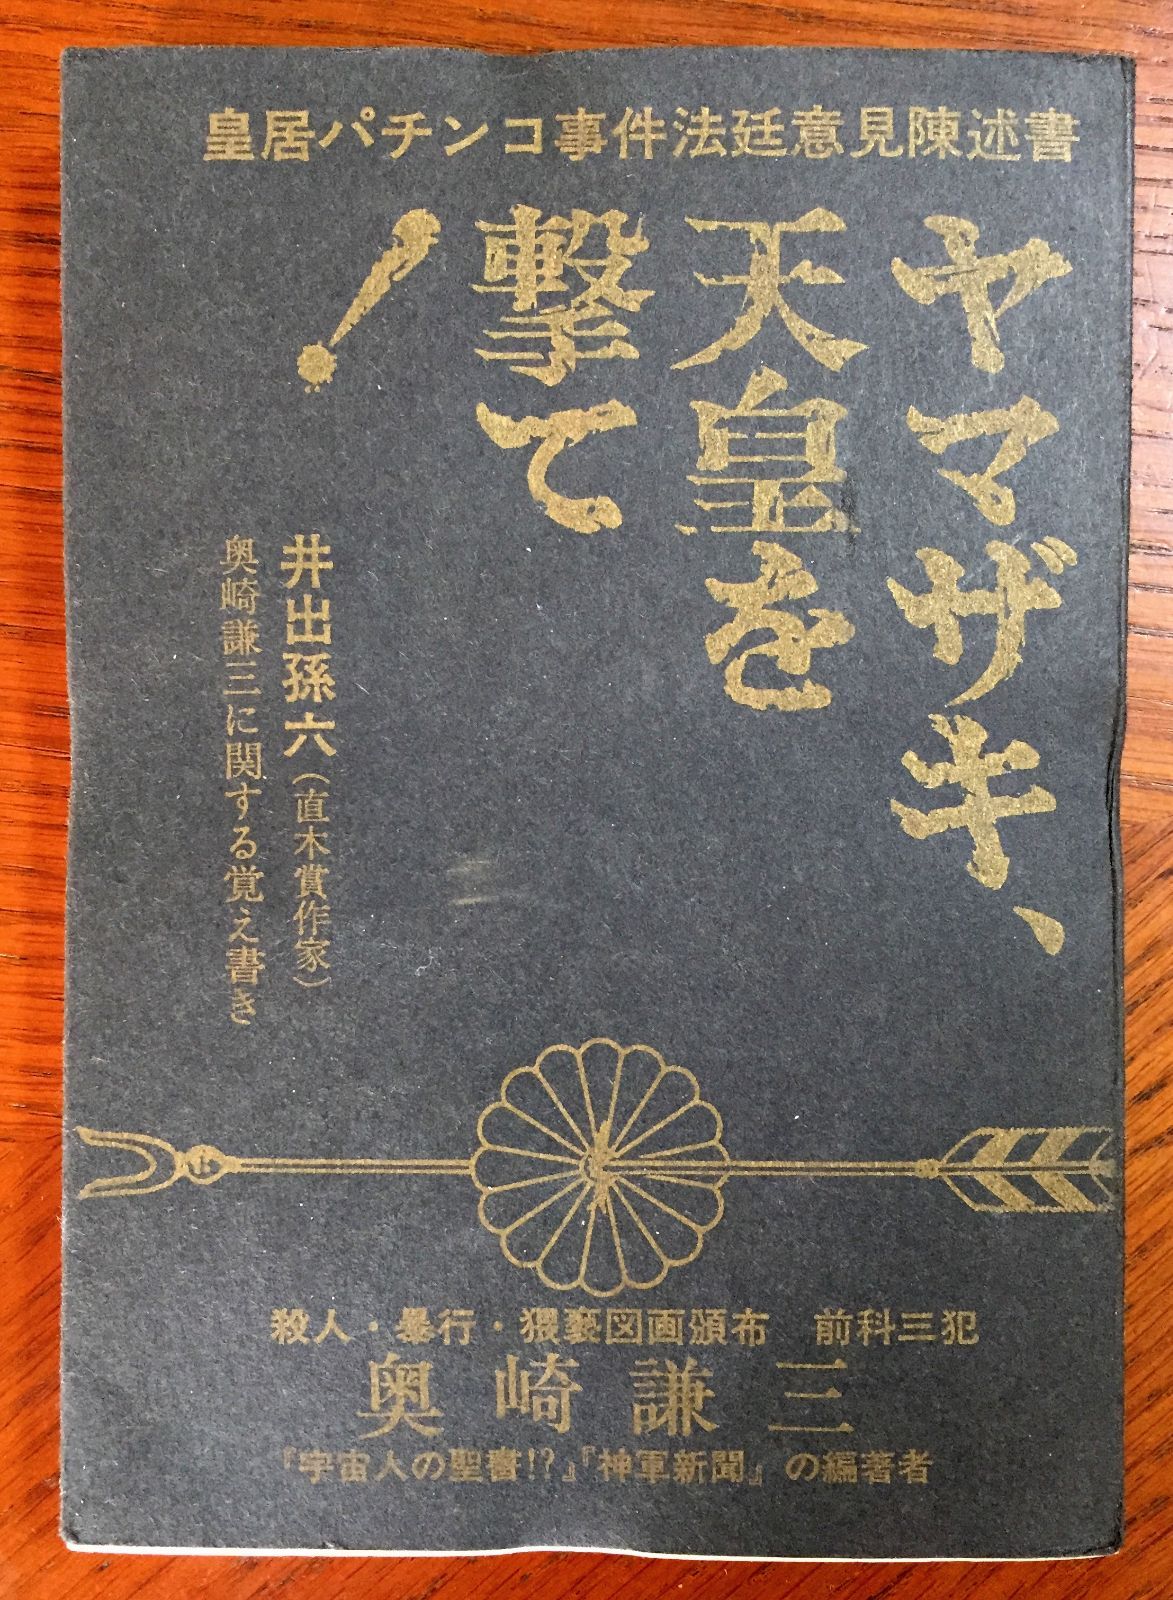 皇居パチンコ事件法廷意見陳述書
ヤマザキ、
天皇を
撃て
!
井出孫六(直木賞作家)
奥崎謙三に関する覚え書き
殺人・暴行・猥褻図画頒布 前科三犯
奥崎謙三
『宇宙人の聖書!?』『神軍新聞』の編著者